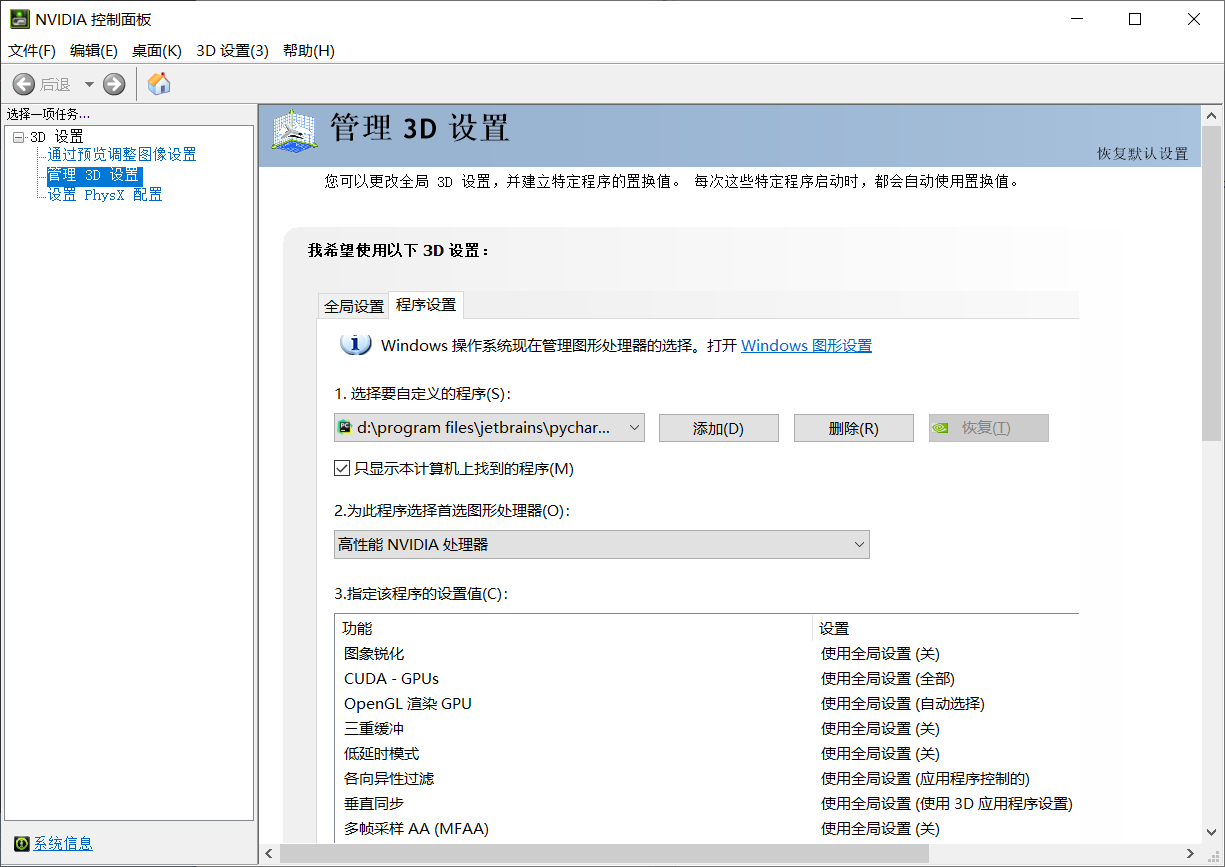 NVIDIA 控制面板
文件(F) 编辑(E) 桌面(K) 3D 设置(3) 帮助(H)
后退
选择一项任务...
3D 设置
通过预览调整图像设置
管理 3D 设置
设置 PhysX 配置
系统信息
管理 3D 设置
恢复默认设置
您可以更改全局 3D 设置，并建立特定程序的置换值。 每次这些特定程序启动时，都会自动使用置换值。
我希望使用以下 3D 设置：
全局设置 程序设置
Windows 操作系统现在管理图形处理器的选择。打开 Windows 图形设置
1. 选择要自定义的程序(S)：
d:\program files\jetbrains\pychar... 添加(D) 删除(R) 恢复(T)
只显示本计算机上找到的程序(M)
2.为此程序选择首选图形处理器(O)：
高性能 NVIDIA 处理器
3.指定该程序的设置值(C)：
功能 设置
图象锐化 使用全局设置 (关)
CUDA - GPUs 使用全局设置 (全部)
OpenGL 渲染 GPU 使用全局设置 (自动选择)
三重缓冲 使用全局设置 (关)
低延时模式 使用全局设置 (关)
各向异性过滤 使用全局设置 (应用程序控制的)
垂直同步 使用全局设置 (使用 3D 应用程序设置)
多帧采样 AA (MFAA) 使用全局设置 (关)